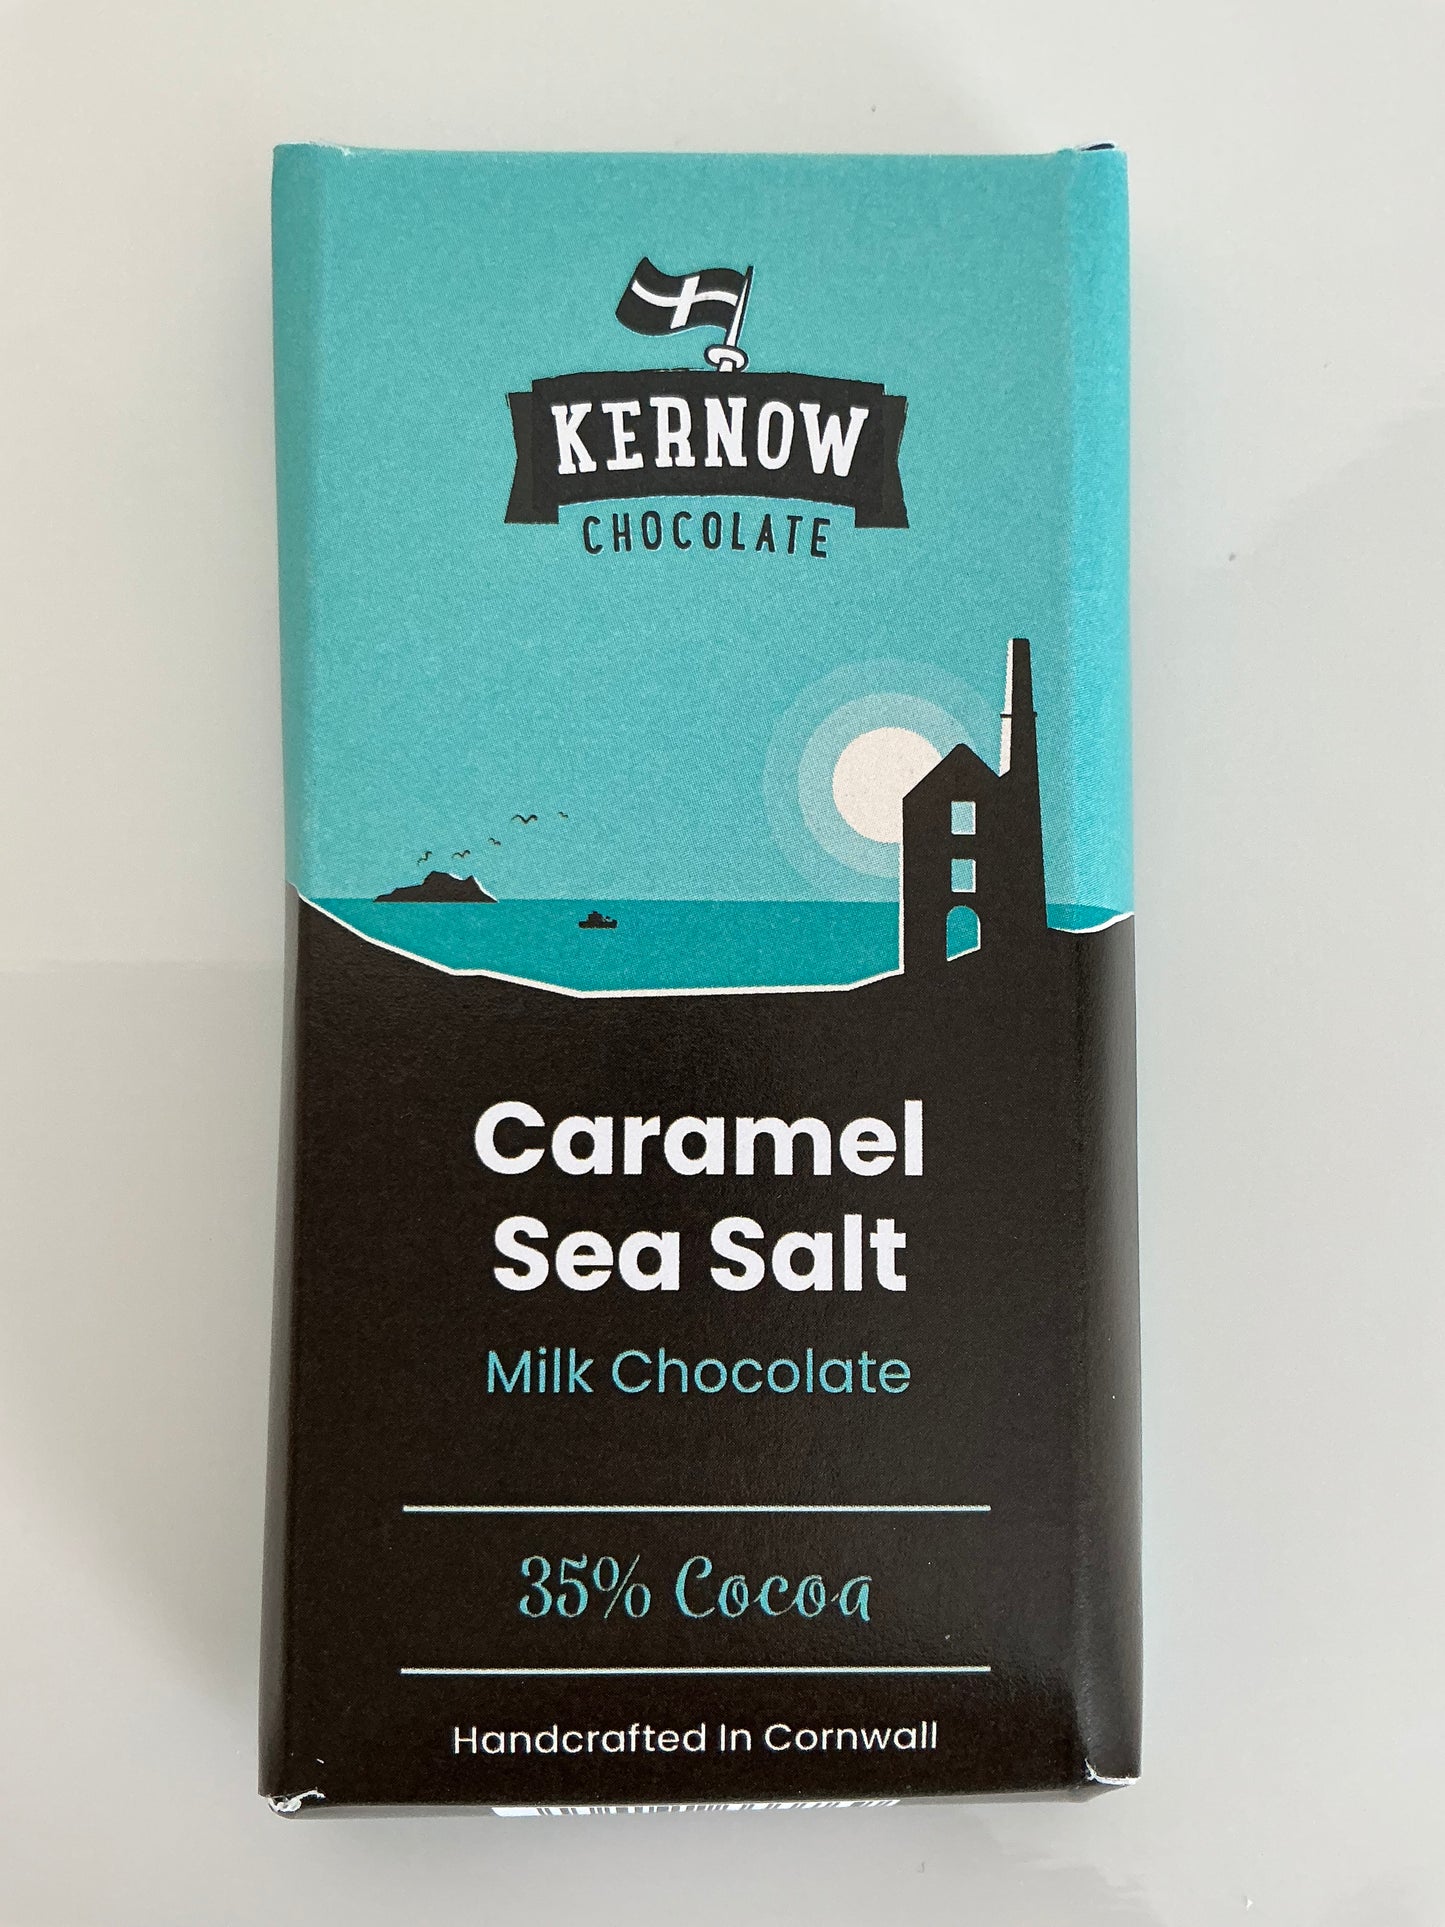 KERNOW
CHOCOLATE
Caramel
Sea Salt
Milk Chocolate
35% Cocoa
Handcrafted In Cornwall